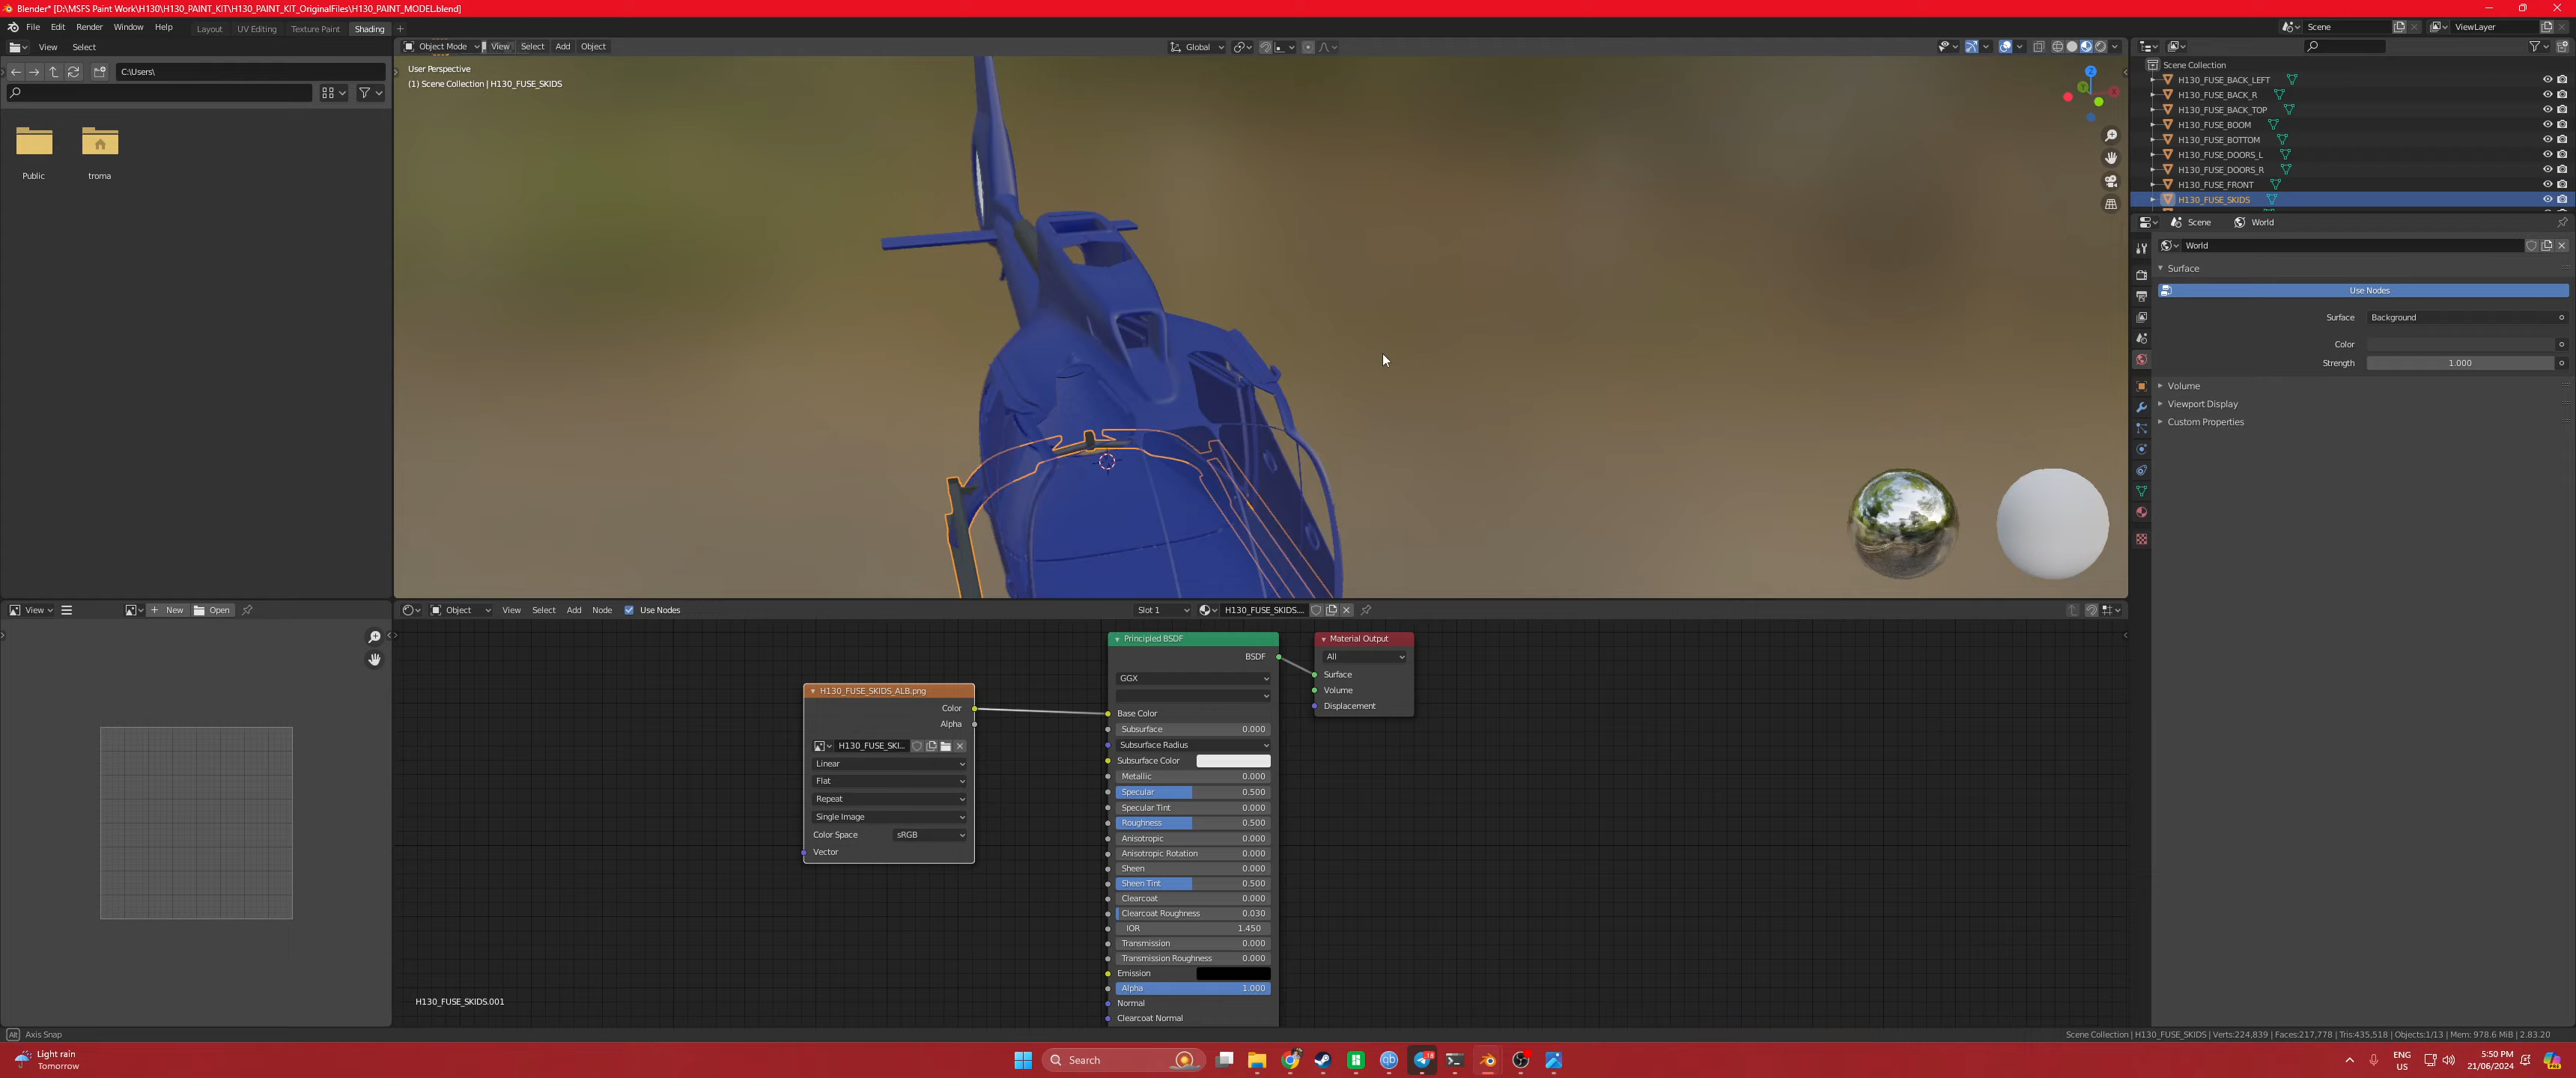 Blender* [D:\MSFS Paint Work\H130\H130_PAINT_KIT\H130_PAINT_KIT_OriginalFiles\H130_PAINT_MODEL.blend]
File Edit Render Window Help Layout UV Editing Texture Paint Shading + Scene ViewLayer
View Select Object Mode View Select Add Object Global
C:\Users\
Public troma
User Perspective
(1) Scene Collection | H130_FUSE_SKIDS
Z
Y
X
Scene Collection
H130_FUSE_BACK_LEFT
H130_FUSE_BACK_R
H130_FUSE_BACK_TOP
H130_FUSE_BOOM
H130_FUSE_BOTTOM
H130_FUSE_DOORS_L
H130_FUSE_DOORS_R
H130_FUSE_FRONT
H130_FUSE_SKIDS
Scene World
World
Surface
Use Nodes
Surface Background
Color
Strength 1.000
Volume
Viewport Display
Custom Properties
View New Open Object View Select Add Node Use Nodes Slot 1 H130_FUSE_SKIDS....
H130_FUSE_SKIDS_ALB.png
Color
Alpha
H130_FUSE_SKI...
Linear
Flat
Repeat
Single Image
Color Space sRGB
Vector
Principled BSDF
BSDF
GGX
Base Color
Subsurface 0.000
Subsurface Radius
Subsurface Color
Metallic 0.000
Specular 0.500
Specular Tint 0.000
Roughness 0.500
Anisotropic 0.000
Anisotropic Rotation 0.000
Sheen 0.000
Sheen Tint 0.500
Clearcoat 0.000
Clearcoat Roughness 0.030
IOR 1.450
Transmission 0.000
Transmission Roughness 0.000
Emission
Alpha 1.000
Normal
Clearcoat Normal
Material Output
All
Surface
Volume
Displacement
H130_FUSE_SKIDS.001
Alt Axis Snap
Scene Collection | H130_FUSE_SKIDS | Verts:224,839 | Faces:217,778 | Tris:435,518 | Objects:1/13 | Mem: 978.6 MiB | 2.83.20
Light rain
Tomorrow
Search
qb
18
ENG
US
5:50 PM
21/06/2024